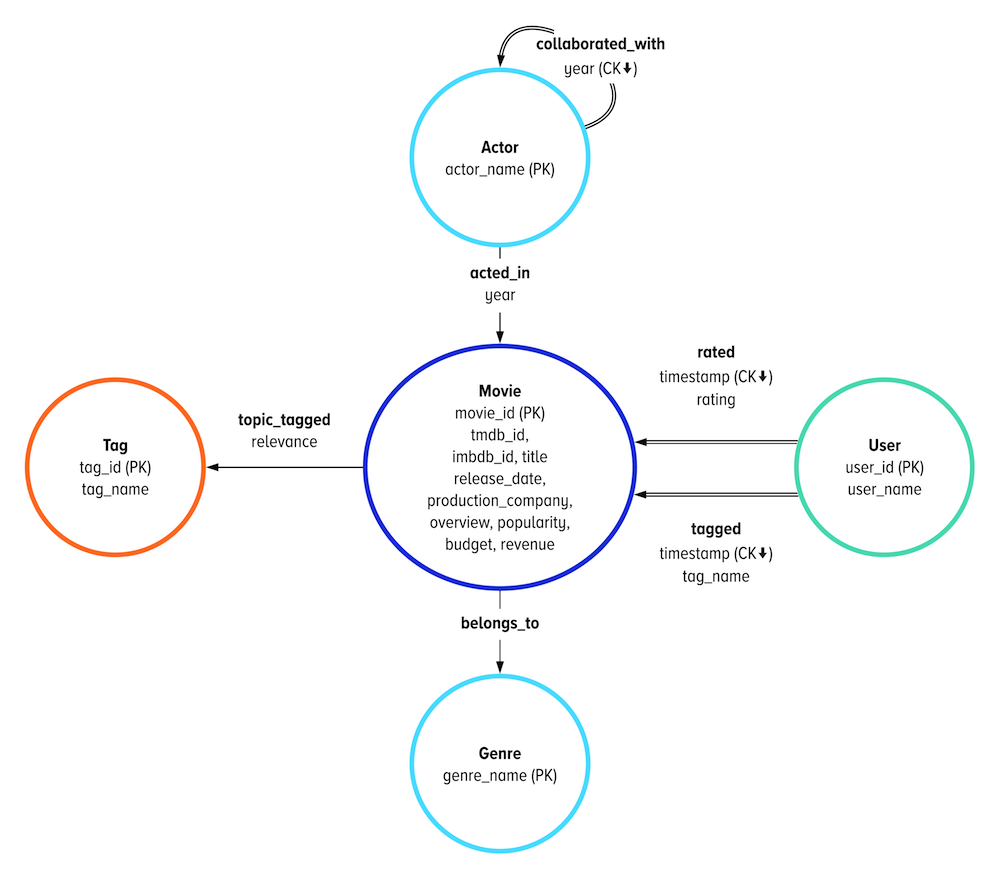 collaborated_with
year (CK⬇)
Actor
actor_name (PK)
acted_in
year
rated
timestamp (CK⬇)
rating
Movie
movie_id (PK)
tmdb_id,
imbdb_id, title
release_date,
production_company,
overview, popularity,
budget, revenue
topic_tagged
relevance
Tag
tag_id (PK)
tag_name
User
user_id (PK)
user_name
tagged
timestamp (CK⬇)
tag_name
belongs_to
Genre
genre_name (PK)